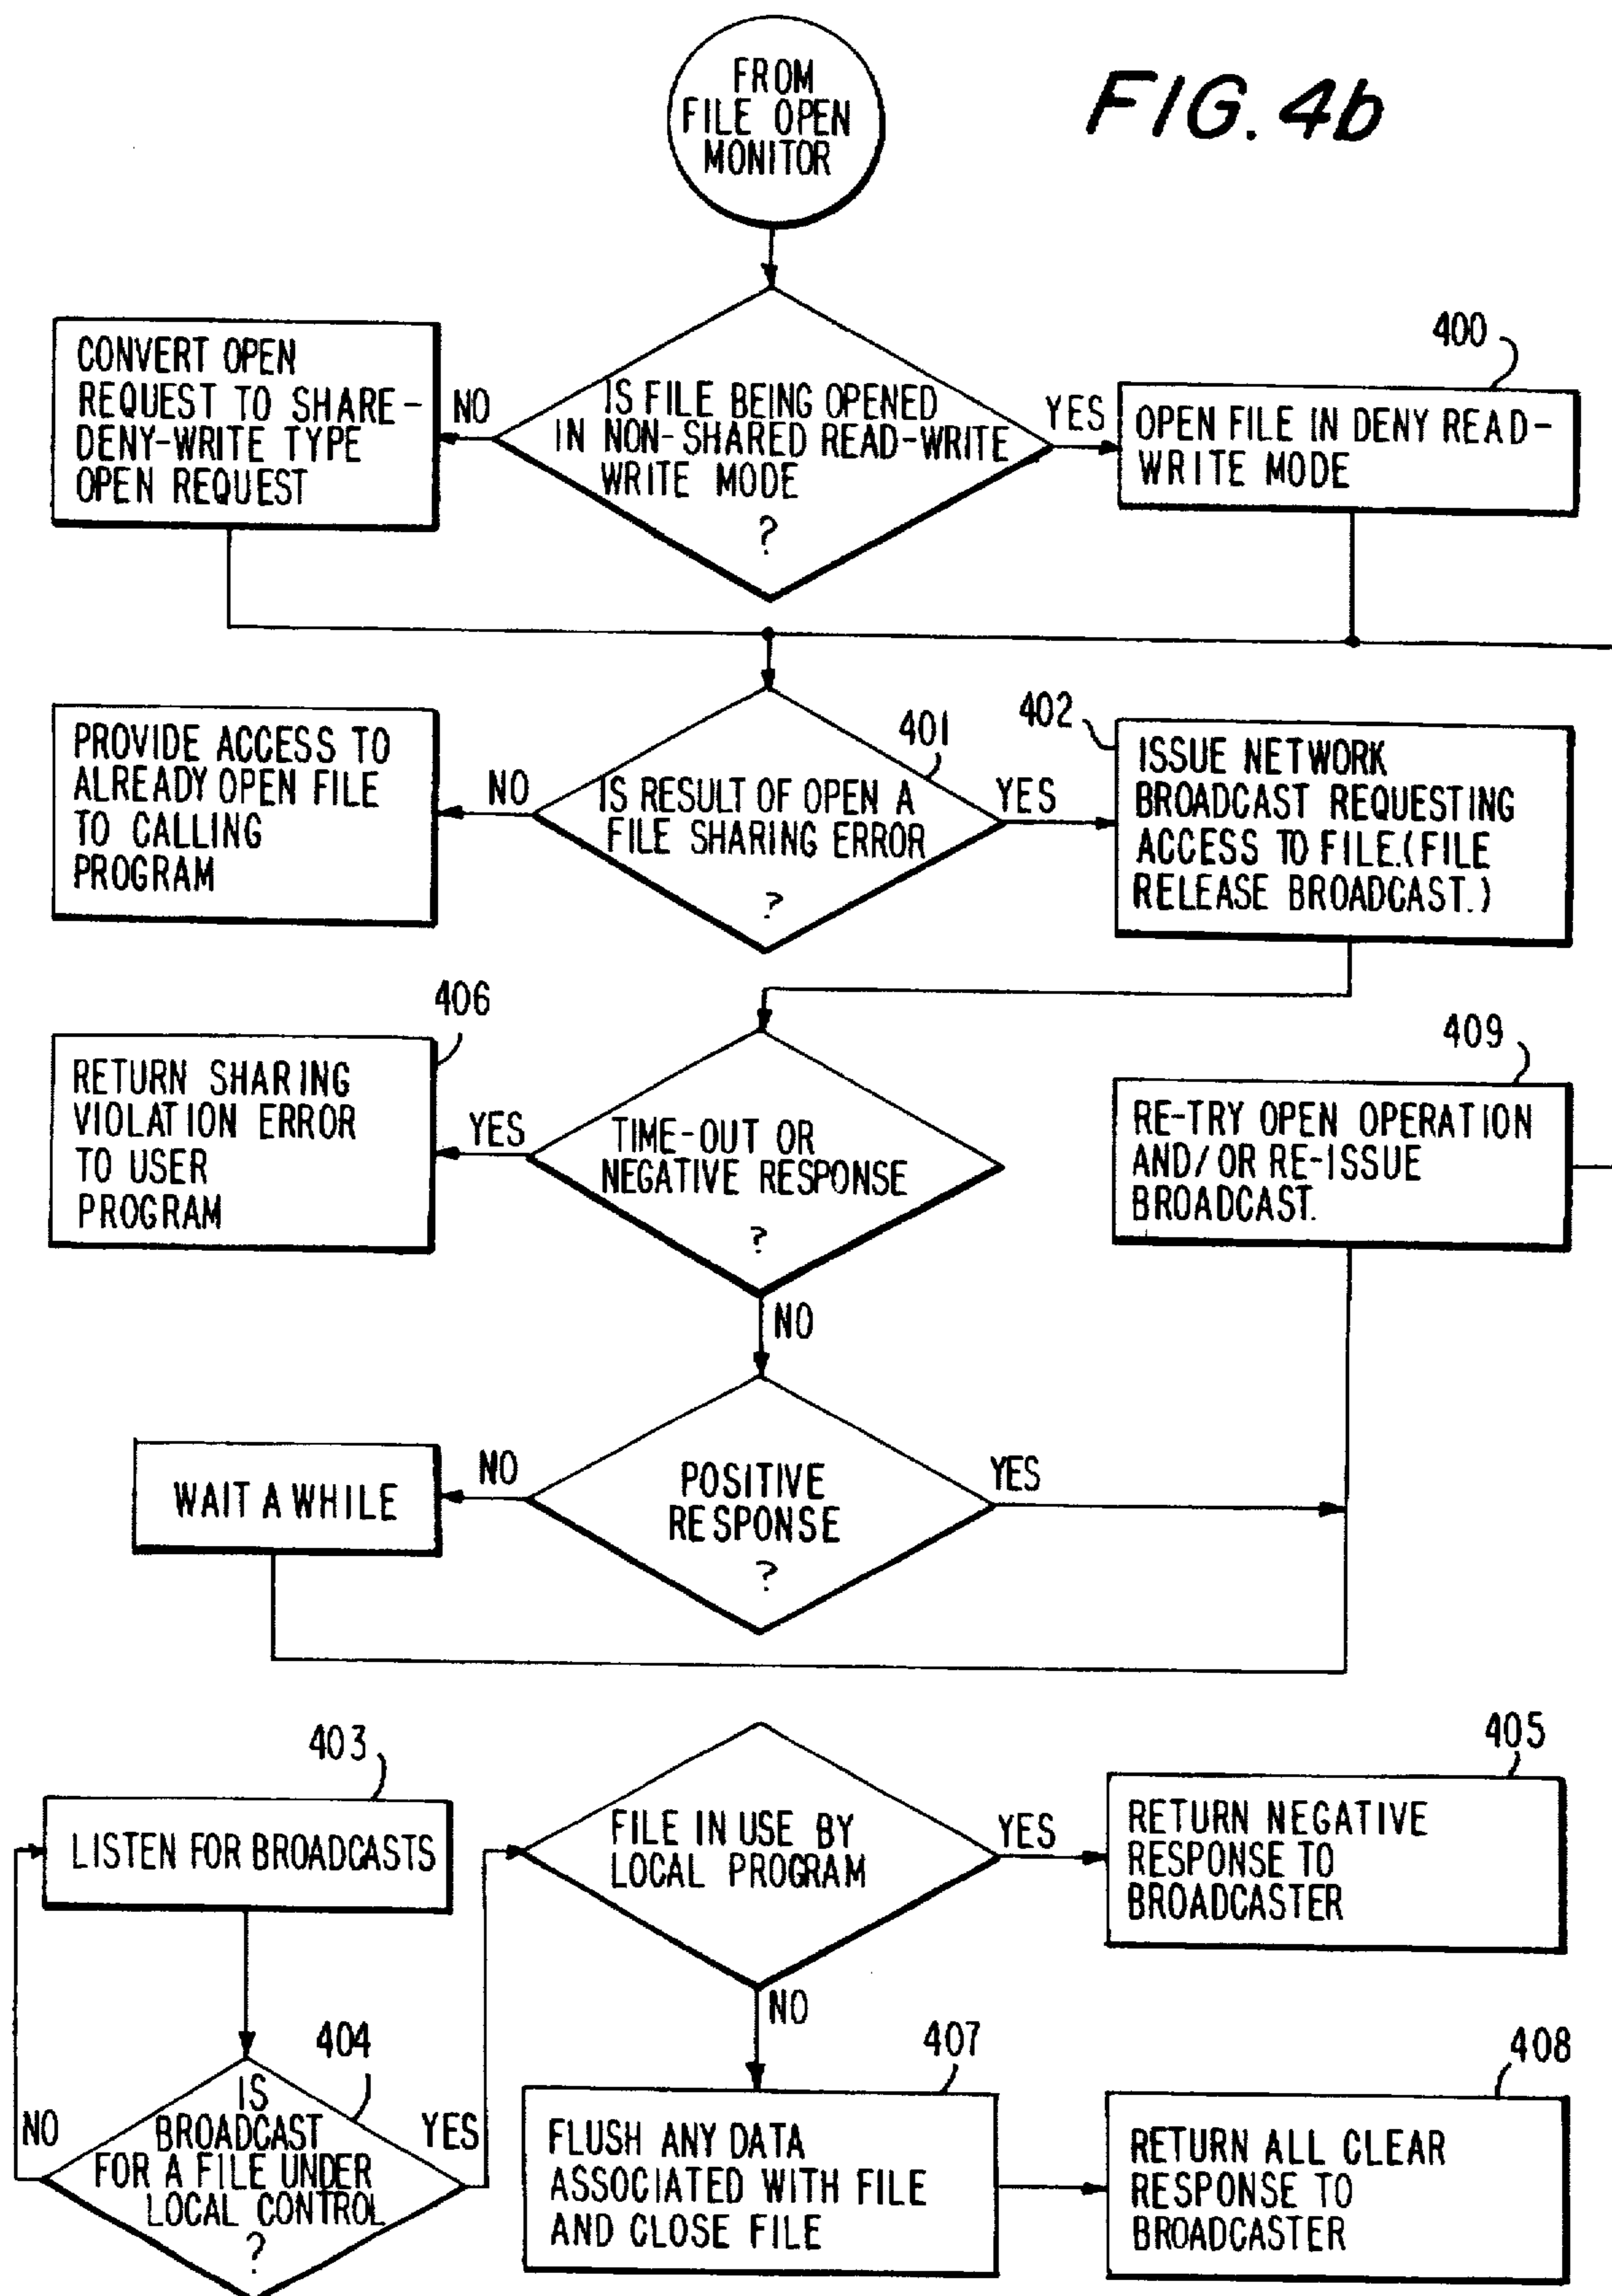 FROM
FILE OPEN
MONITOR
FIG. 4b
CONVERT OPEN
REQUEST TO SHARE-
DENY-WRITE TYPE
OPEN REQUEST
NO
IS FILE BEING OPENED
IN NON-SHARED READ-WRITE
WRITE MODE
?
YES
400
OPEN FILE IN DENY READ-
WRITE MODE
PROVIDE ACCESS TO
ALREADY OPEN FILE
TO CALLING
PROGRAM
NO
401
IS RESULT OF OPEN A
FILE SHARING ERROR
?
YES
402
ISSUE NETWORK
BROADCAST REQUESTING
ACCESS TO FILE.(FILE
RELEASE BROADCAST.)
406
RETURN SHARING
VIOLATION ERROR
TO USER
PROGRAM
YES
TIME-OUT OR
NEGATIVE RESPONSE
?
NO
409
RE-TRY OPEN OPERATION
AND/OR RE-ISSUE
BROADCAST.
WAIT A WHILE
NO
POSITIVE
RESPONSE
?
YES
403
LISTEN FOR BROADCASTS
404
IS
BROADCAST
FOR A FILE UNDER
LOCAL CONTROL
?
NO
YES
FILE IN USE BY
LOCAL PROGRAM
YES
405
RETURN NEGATIVE
RESPONSE TO
BROADCASTER
NO
407
FLUSH ANY DATA
ASSOCIATED WITH FILE
AND CLOSE FILE
408
RETURN ALL CLEAR
RESPONSE TO
BROADCASTER